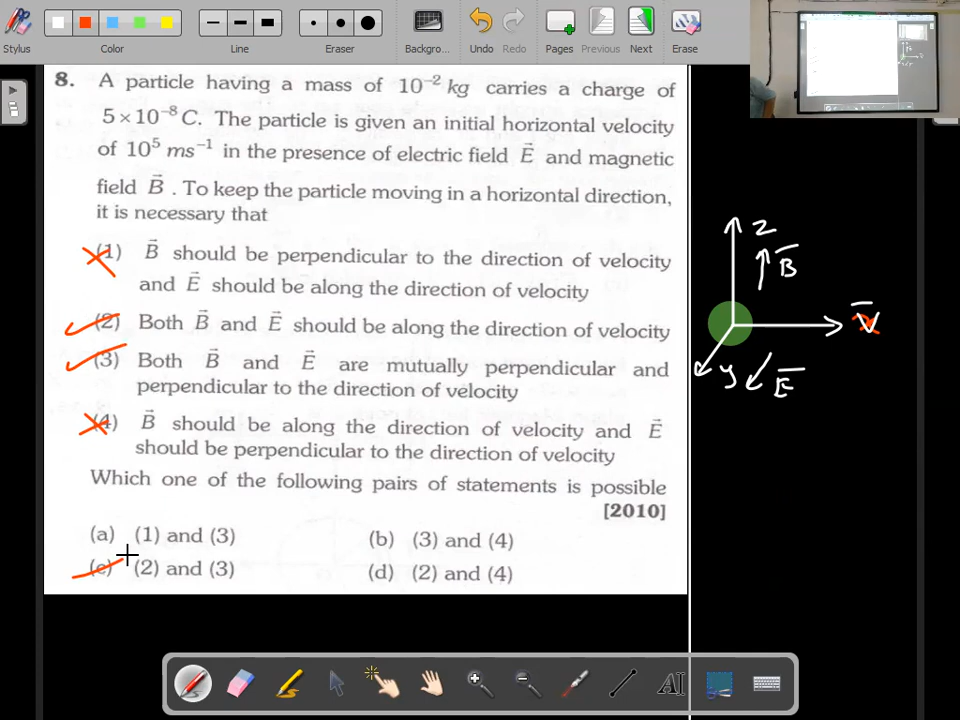 Stylus
Color
Line
Eraser
Backgro...
Undo
Redo
Pages
Previous
Next
Erase
8. A particle having a mass of 10⁻² kg carries a charge of
5 × 10⁻⁸ C. The particle is given an initial horizontal velocity
of 10⁵ ms⁻¹ in the presence of electric field E⃗ and magnetic
field B⃗ . To keep the particle moving in a horizontal direction,
it is necessary that
(1) B⃗ should be perpendicular to the direction of velocity
and E⃗ should be along the direction of velocity
(2) Both B⃗ and E⃗ should be along the direction of velocity
(3) Both B⃗ and E⃗ are mutually perpendicular and
perpendicular to the direction of velocity
(4) B⃗ should be along the direction of velocity and E⃗
should be perpendicular to the direction of velocity
Which one of the following pairs of statements is possible
[2010]
(a) (1) and (3) (b) (3) and (4)
(c) (2) and (3) (d) (2) and (4)
z
B
V
y
E
A